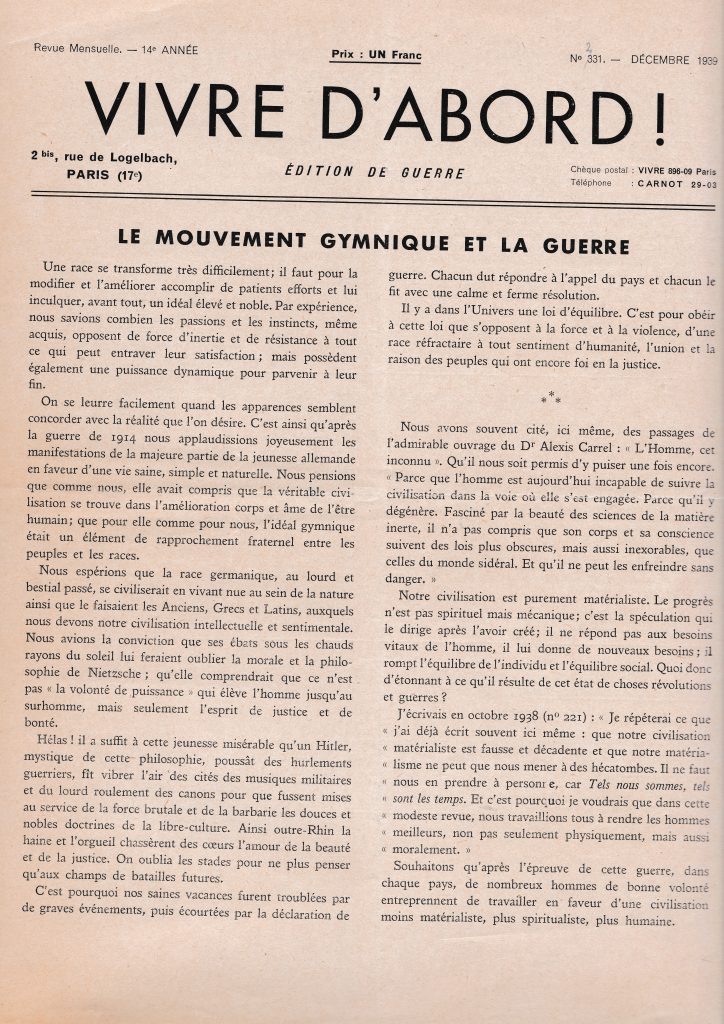 Revue Mensuelle. — 14e ANNÉE
Prix : UN Franc
No 331. — DÉCEMBRE 1939
2
VIVRE D'ABORD !
2 bis, rue de Logelbach,
PARIS (17e)
ÉDITION DE GUERRE
Chèque postal : VIVRE 896-09 Paris
Téléphone : CARNOT 29-03
LE MOUVEMENT GYMNIQUE ET LA GUERRE
Une race se transforme très difficilement ; il faut pour la
modifier et l'améliorer accomplir de patients efforts et lui
inculquer, avant tout, un idéal élevé et noble. Par expérience,
nous savions combien les passions et les instincts, même
acquis, opposent de force d'inertie et de résistance à tout
ce qui peut entraver leur satisfaction ; mais possèdent
également une puissance dynamique pour parvenir à leur
fin.
On se leurre facilement quand les apparences semblent
concorder avec la réalité que l'on désire. C'est ainsi qu'après
la guerre de 1914 nous applaudissions joyeusement les
manifestations de la majeure partie de la jeunesse allemande
en faveur d'une vie saine, simple et naturelle. Nous pensions
que comme nous, elle avait compris que la véritable civi-
lisation se trouve dans l'amélioration corps et âme de l'être
humain ; que pour elle comme pour nous, l'idéal gymnique
était un élément de rapprochement fraternel entre les
peuples et les races.
Nous espérions que la race germanique, au lourd et
bestial passé, se civiliserait en vivant nue au sein de la nature
ainsi que le faisaient les Anciens, Grecs et Latins, auxquels
nous devons notre civilisation intellectuelle et sentimentale.
Nous avions la conviction que ses ébats sous les chauds
rayons du soleil lui feraient oublier la morale et la philo-
sophie de Nietzsche ; qu'elle comprendrait que ce n'est
pas « la volonté de puissance » qui élève l'homme jusqu'au
surhomme, mais seulement l'esprit de justice et de
bonté.
Hélas ! il a suffit à cette jeunesse misérable qu'un Hitler,
mystique de cette philosophie, poussât des hurlements
guerriers, fît vibrer l'air des cités des musiques militaires
et du lourd roulement des canons pour que fussent mises
au service de la force brutale et de la barbarie les douces et
nobles doctrines de la libre-culture. Ainsi outre-Rhin la
haine et l'orgueil chassèrent des cœurs l'amour de la beauté
et de la justice. On oublia les stades pour ne plus penser
qu'aux champs de batailles futures.
C'est pourquoi nos saines vacances furent troublées par
de graves événements, puis écourtées par la déclaration de
guerre. Chacun dut répondre à l'appel du pays et chacun le
fit avec une calme et ferme résolution.
Il y a dans l'Univers une loi d'équilibre. C'est pour obéir
à cette loi que s'opposent à la force et à la violence, d'une
race réfractaire à tout sentiment d'humanité, l'union et la
raison des peuples qui ont encore foi en la justice.
* * *
Nous avons souvent cité, ici même, des passages de
l'admirable ouvrage du Dr Alexis Carrel : « L'Homme, cet
inconnu ». Qu'il nous soit permis d'y puiser une fois encore.
« Parce que l'homme est aujourd'hui incapable de suivre la
civilisation dans la voie où elle s'est engagée. Parce qu'il y
dégénère. Fasciné par la beauté des sciences de la matière
inerte, il n'a pas compris que son corps et sa conscience
suivent des lois plus obscures, mais aussi inexorables, que
celles du monde sidéral. Et qu'il ne peut les enfreindre sans
danger. »
Notre civilisation est purement matérialiste. Le progrès
n'est pas spirituel mais mécanique ; c'est la spéculation qui
le dirige après l'avoir créé ; il ne répond pas aux besoins
vitaux de l'homme, il lui donne de nouveaux besoins ; il
rompt l'équilibre de l'individu et l'équilibre social. Quoi donc
d'étonnant à ce qu'il résulte de cet état de choses révolutions
et guerres ?
J'écrivais en octobre 1938 (no 221) : « Je répéterai ce que
« j'ai déjà écrit souvent ici même : que notre civilisation
« matérialiste est fausse et décadente et que notre matéria-
« lisme ne peut que nous mener à des hécatombes. Il ne faut
« nous en prendre à personne, car Tels nous sommes, tels
« sont les temps. Et c'est pourquoi je voudrais que dans cette
« modeste revue, nous travaillions tous à rendre les hommes
« meilleurs, non pas seulement physiquement, mais aussi
« moralement. »
Souhaitons qu'après l'épreuve de cette guerre, dans
chaque pays, de nombreux hommes de bonne volonté
entreprennent de travailler en faveur d'une civilisation
moins matérialiste, plus spiritualiste, plus humaine.